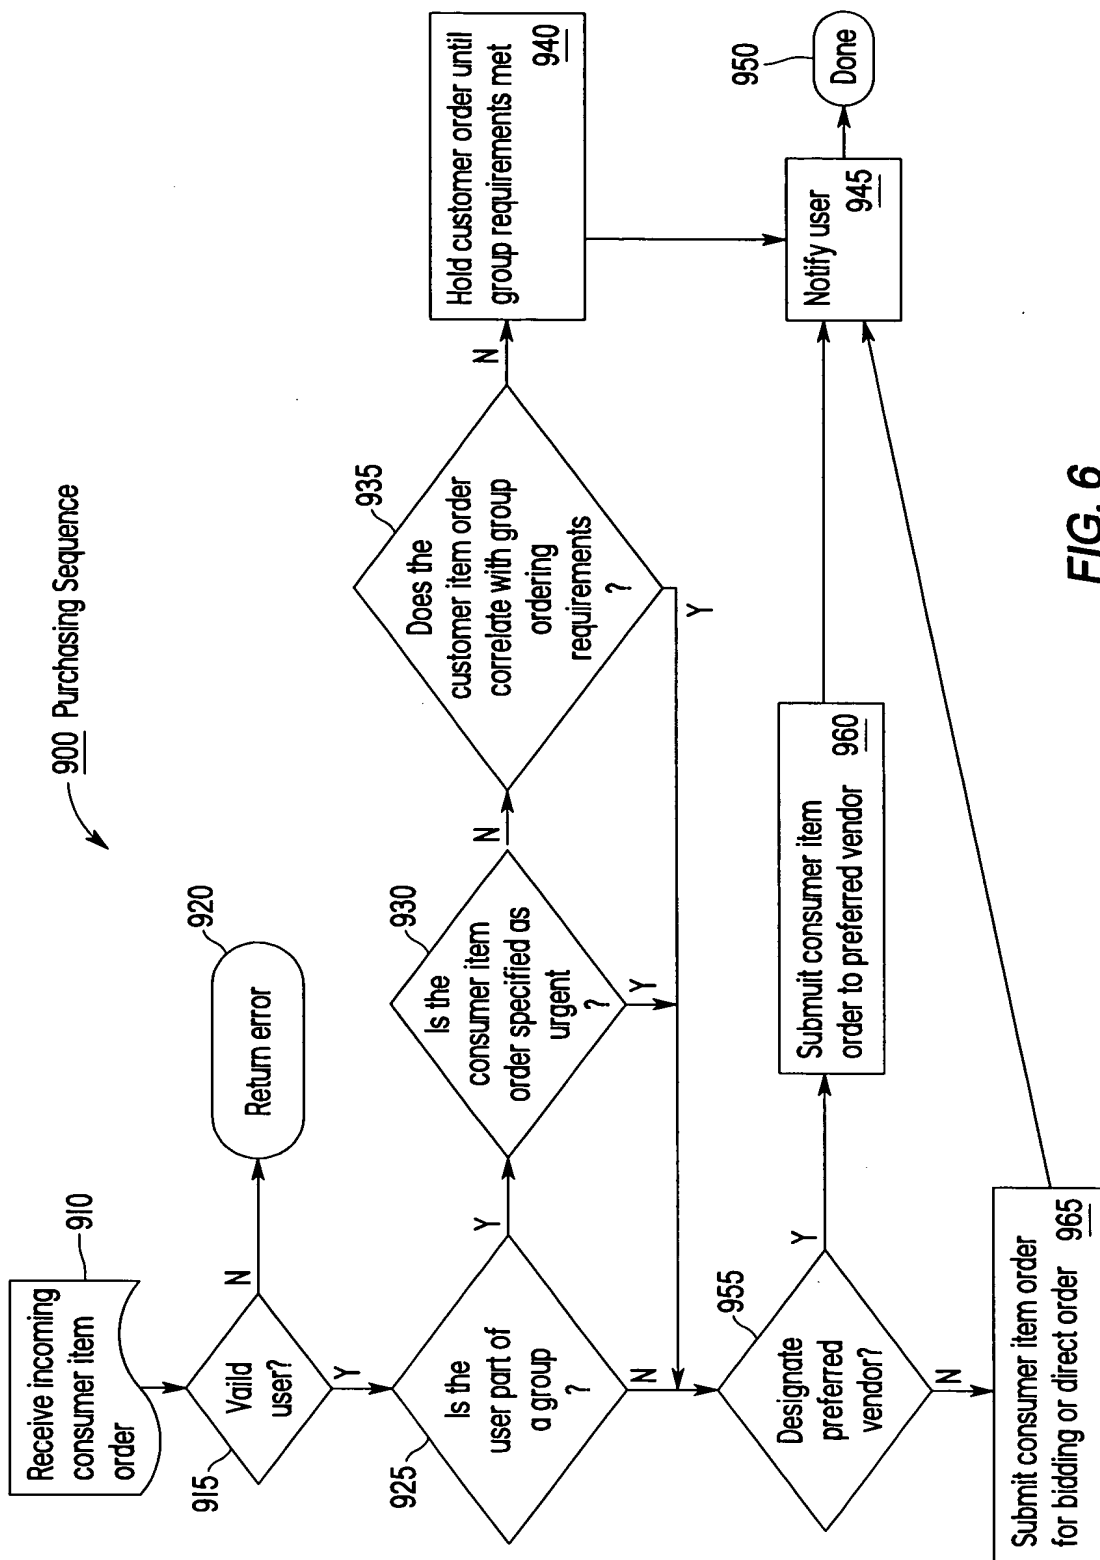 900 Purchasing Sequence
Receive incoming
consumer item
order
910
Vaild
user?
915
N
Y
Return error
920
Is the
user part of
a group
?
925
Y
N
Is the
consumer item
order specified as
urgent
?
930
N
Y
Does the
customer item order
correlate with group
ordering
requirements
?
935
N
Y
Hold customer order until
group requirements met
940
Designate
preferred
vendor?
955
Y
N
Submuit consumer item
order to preferred vendor
960
Submit consumer item order
for bidding or direct order 965
Notify user
945
Done
950
FIG. 6